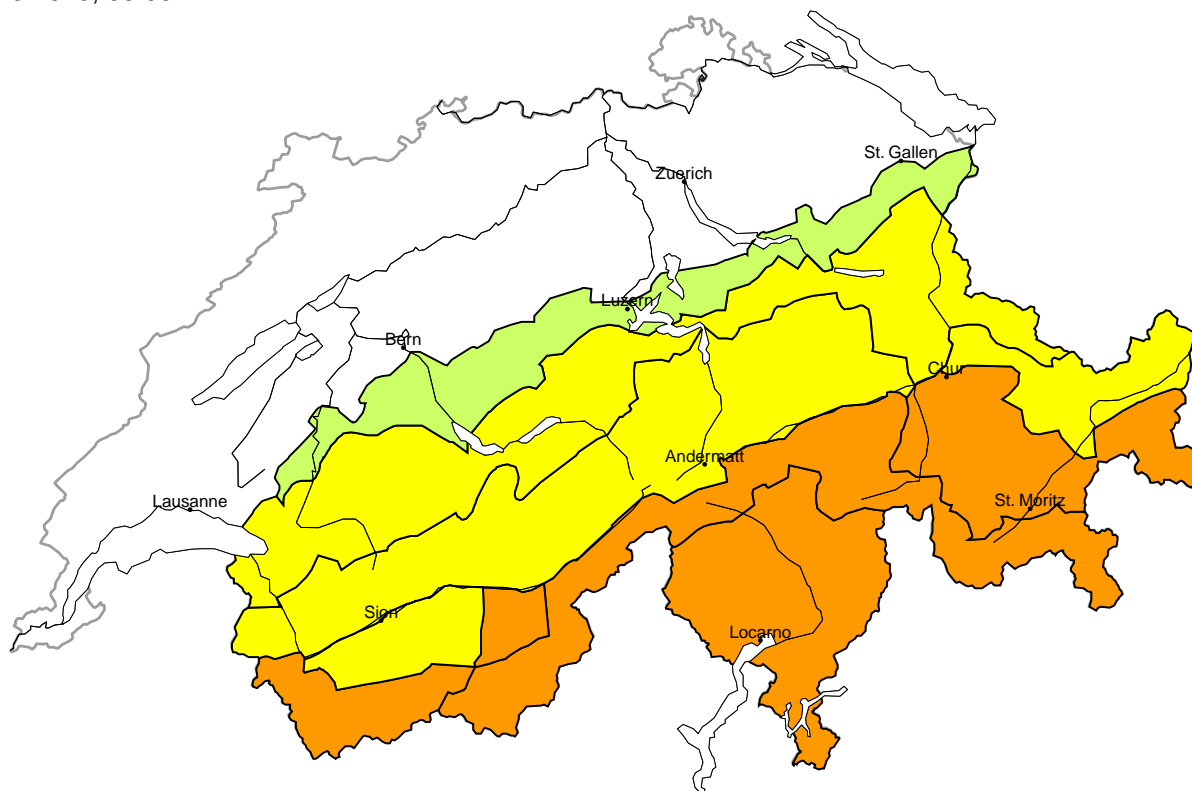 St. Gallen
Zuerich
Luzern
Bern
Chur
Andermatt
Lausanne
St. Moritz
Sion
Locarno